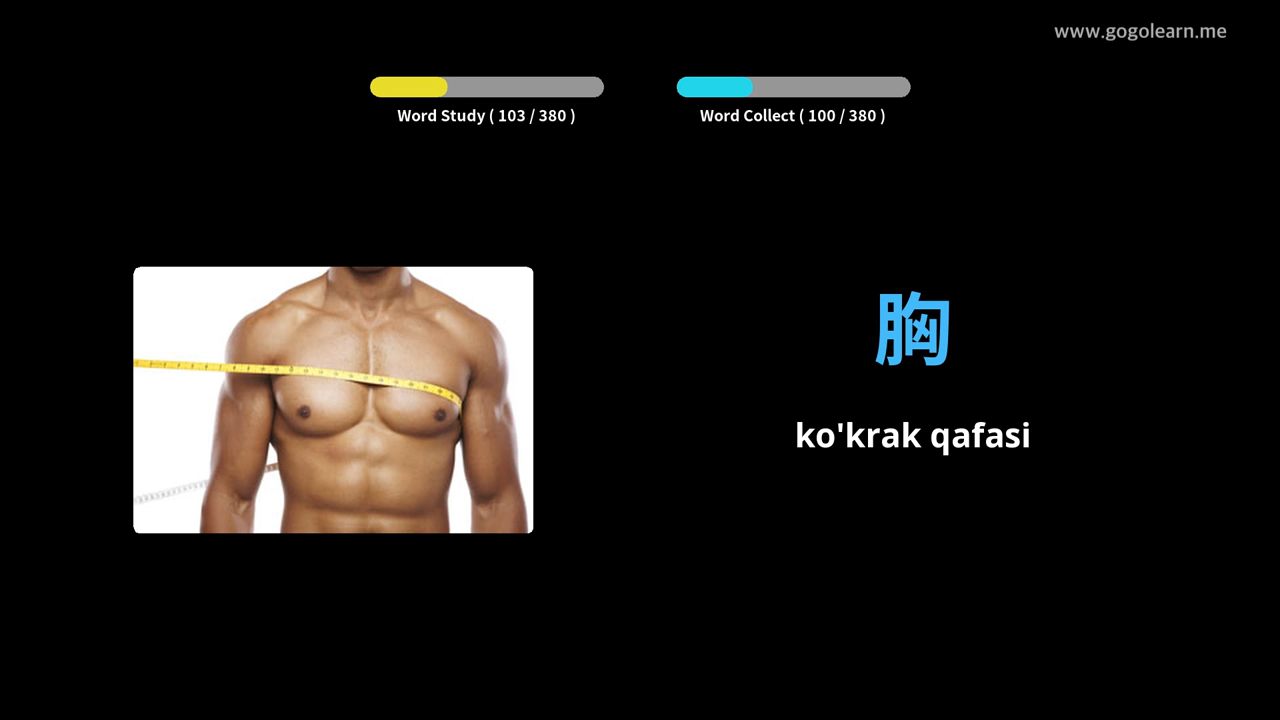 www.gogolearn.me
Word Study ( 103 / 380 )
Word Collect ( 100 / 380 )
胸
ko'krak qafasi